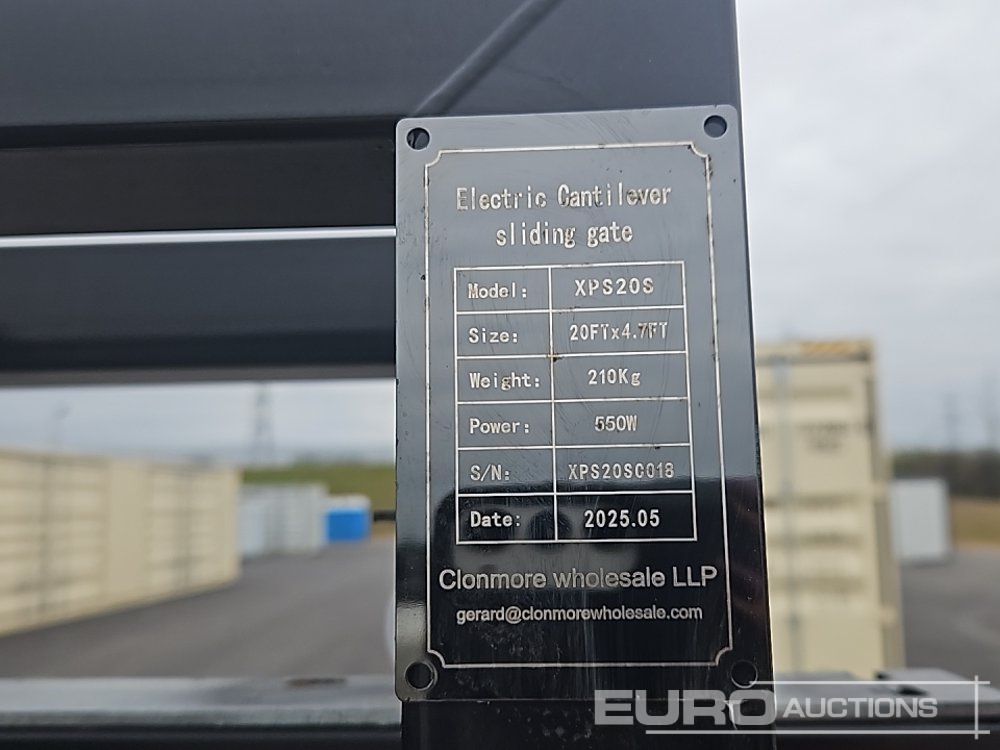 Electric Cantilever
sliding gate
Model: XPS20S
Size: 20FTx4.7FT
Weight: 210Kg
Power: 550W
S/N: XPS20SC018
Date: 2025.05
Clonmore wholesale LLP
gerard@clonmorewholesale.com
EURO AUCTIONS